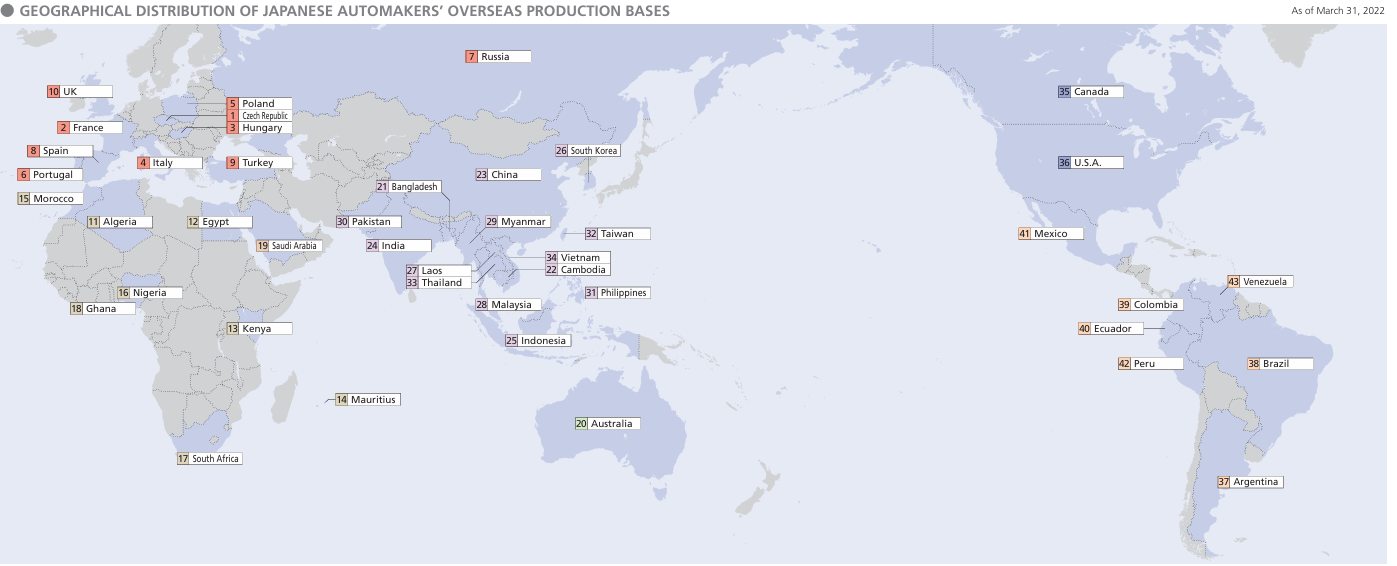 GEOGRAPHICAL DISTRIBUTION OF JAPANESE AUTOMAKERS' OVERSEAS PRODUCTION BASES
As of March 31, 2022
7 Russia
10 UK
35 Canada
5 Poland
1 Czech Republic
2 France
3 Hungary
8 Spain
26 South Korea
4 Italy
9 Turkey
36 U.S.A.
6 Portugal
23 China
21 Bangladesh
15 Morocco
11 Algeria
12 Egypt
30 Pakistan
29 Myanmar
32 Taiwan
41 Mexico
19 Saudi Arabia
24 India
34 Vietnam
27 Laos
22 Cambodia
33 Thailand
43 Venezuela
16 Nigeria
31 Philippines
18 Ghana
28 Malaysia
39 Colombia
13 Kenya
40 Ecuador
25 Indonesia
42 Peru
38 Brazil
14 Mauritius
20 Australia
17 South Africa
37 Argentina